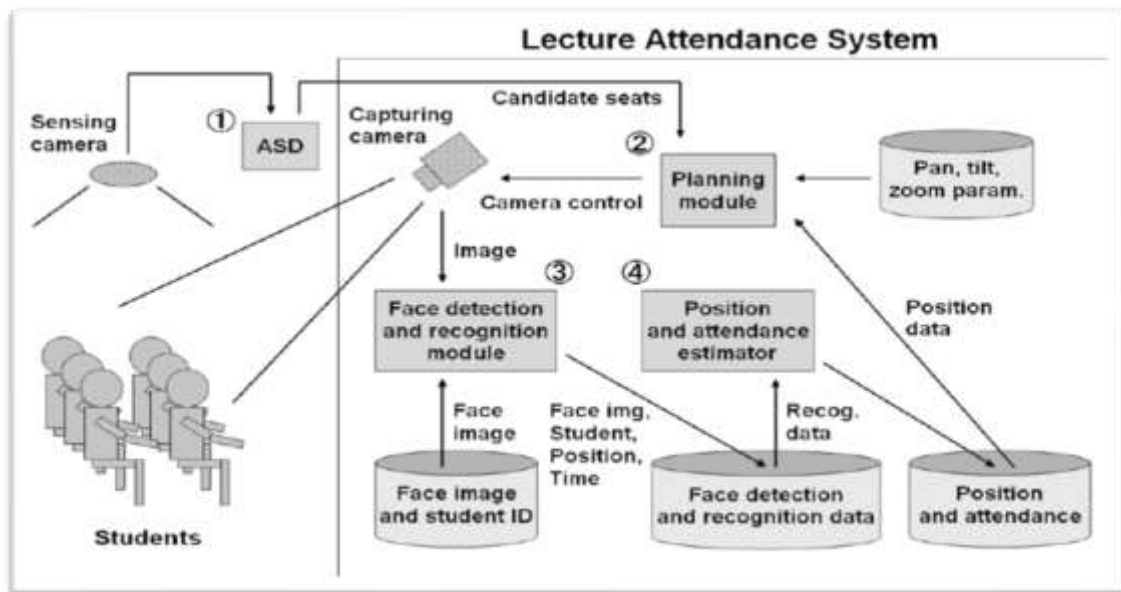 Lecture Attendance System
Sensing
camera
①
ASD
Candidate seats
Capturing
camera
②
Planning
module
Pan, tilt,
zoom param.
Camera control
Image
③
Face detection
and recognition
module
④
Position
and attendance
estimator
Position
data
Face
image
Face img,
Student,
Position,
Time
Recog.
data
Face image
and student ID
Face detection
and recognition data
Position
and attendance
Students